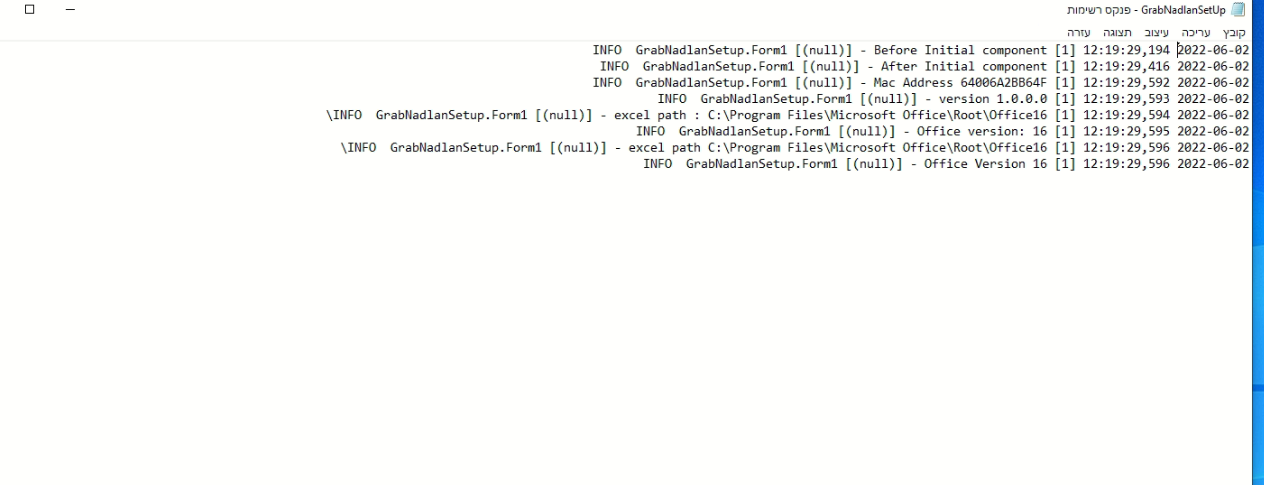 GrabNadlanSetUp - פנקס רשימות
קובץ עריכה עיצוב תצוגה עזרה
INFO GrabNadlanSetup.Form1 [(null)] - Before Initial component [1] 12:19:29,194 2022-06-02
INFO GrabNadlanSetup.Form1 [(null)] - After Initial component [1] 12:19:29,416 2022-06-02
INFO GrabNadlanSetup.Form1 [(null)] - Mac Address 64006A2BB64F [1] 12:19:29,592 2022-06-02
INFO GrabNadlanSetup.Form1 [(null)] - version 1.0.0.0 [1] 12:19:29,593 2022-06-02
\INFO GrabNadlanSetup.Form1 [(null)] - excel path : C:\Program Files\Microsoft Office\Root\Office16 [1] 12:19:29,594 2022-06-02
INFO GrabNadlanSetup.Form1 [(null)] - Office version: 16 [1] 12:19:29,595 2022-06-02
\INFO GrabNadlanSetup.Form1 [(null)] - excel path C:\Program Files\Microsoft Office\Root\Office16 [1] 12:19:29,596 2022-06-02
INFO GrabNadlanSetup.Form1 [(null)] - Office Version 16 [1] 12:19:29,596 2022-06-02